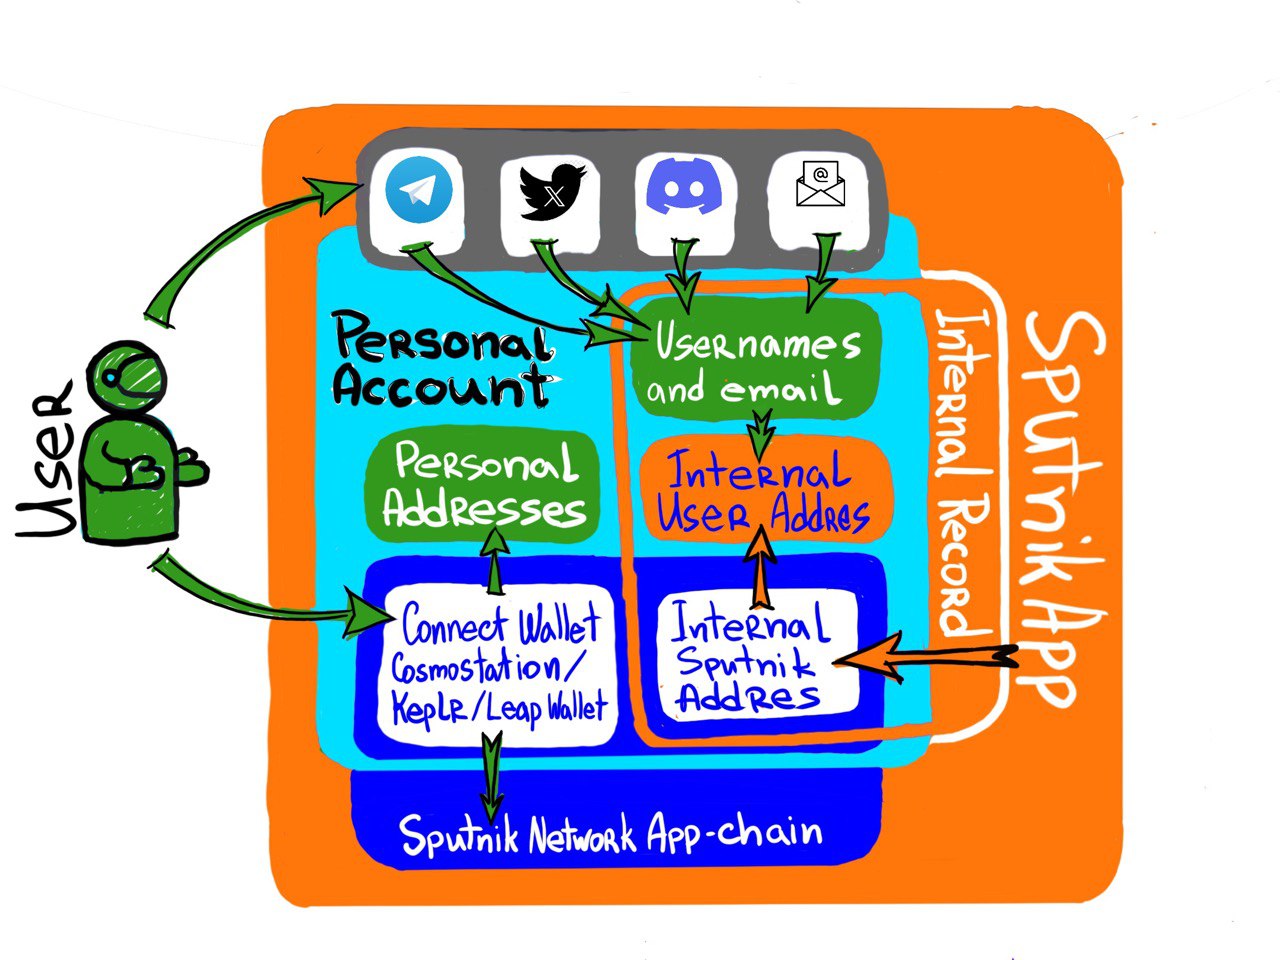 User
Personal
Account
Usernames
and email
Personal
Addresses
Internal
User Addres
Connect Wallet
Cosmostation/
Keplr/Leap Wallet
Internal
Sputnik
Addres
Sputnik Network App-chain
Internal Record
Sputnik App
X
@